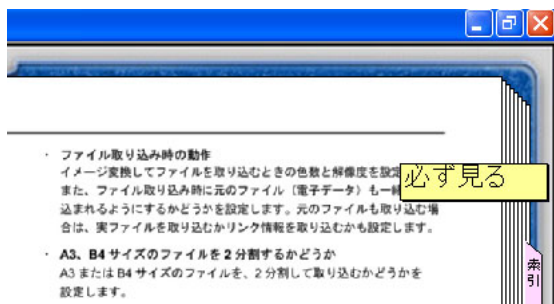 ・ ファイル取り込み時の動作
イメージ変換してファイルを取り込むときの色数と解像度を設定
また、ファイル取り込み時に元のファイル（電子データ）も一緒
必ず見る
込まれるようにするかどうかを設定します。元のファイルも取り込む場
合は、実ファイルを取り込むかリンク情報を取り込むかも設定します。
・ A3、B4 サイズのファイルを 2 分割するかどうか
A3 または B4 サイズのファイルを、2 分割して取り込むかどうかを
設定します。
索引